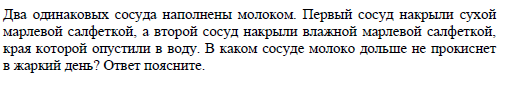 Два одинаковых сосуда наполнены молоком. Первый сосуд накрыли сухой
марлевой салфеткой, а второй сосуд накрыли влажной марлевой салфеткой,
края которой опустили в воду. В каком сосуде молоко дольше не прокиснет
в жаркий день? Ответ поясните.